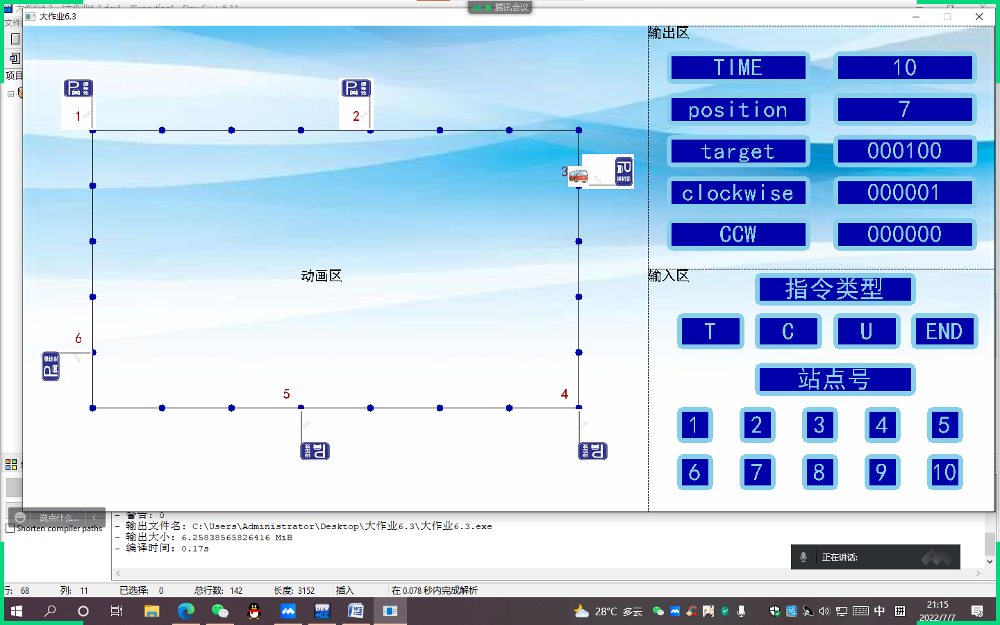 腾讯会议
大作业6.3
输出区
TIME
10
position
7
target
000100
clockwise
000001
CCW
000000
1
2
3
动画区
6
5
4
输入区
指令类型
T
C
U
END
站点号
1
2
3
4
5
6
7
8
9
10
项目
说点什么...
Shorten compiler paths
- 警告: 0
- 输出文件名: C:\Users\Administrator\Desktop\大作业6.3\大作业6.3.exe
- 输出大小: 6.25838565826416 MiB
- 编译时间: 0.17s
正在讲话:
行: 68 列: 11 已选择: 0 总行数: 142 长度: 3152 插入 在 0.078 秒内完成解析
28°C 多云
中
拼
21:15
2022/7/7